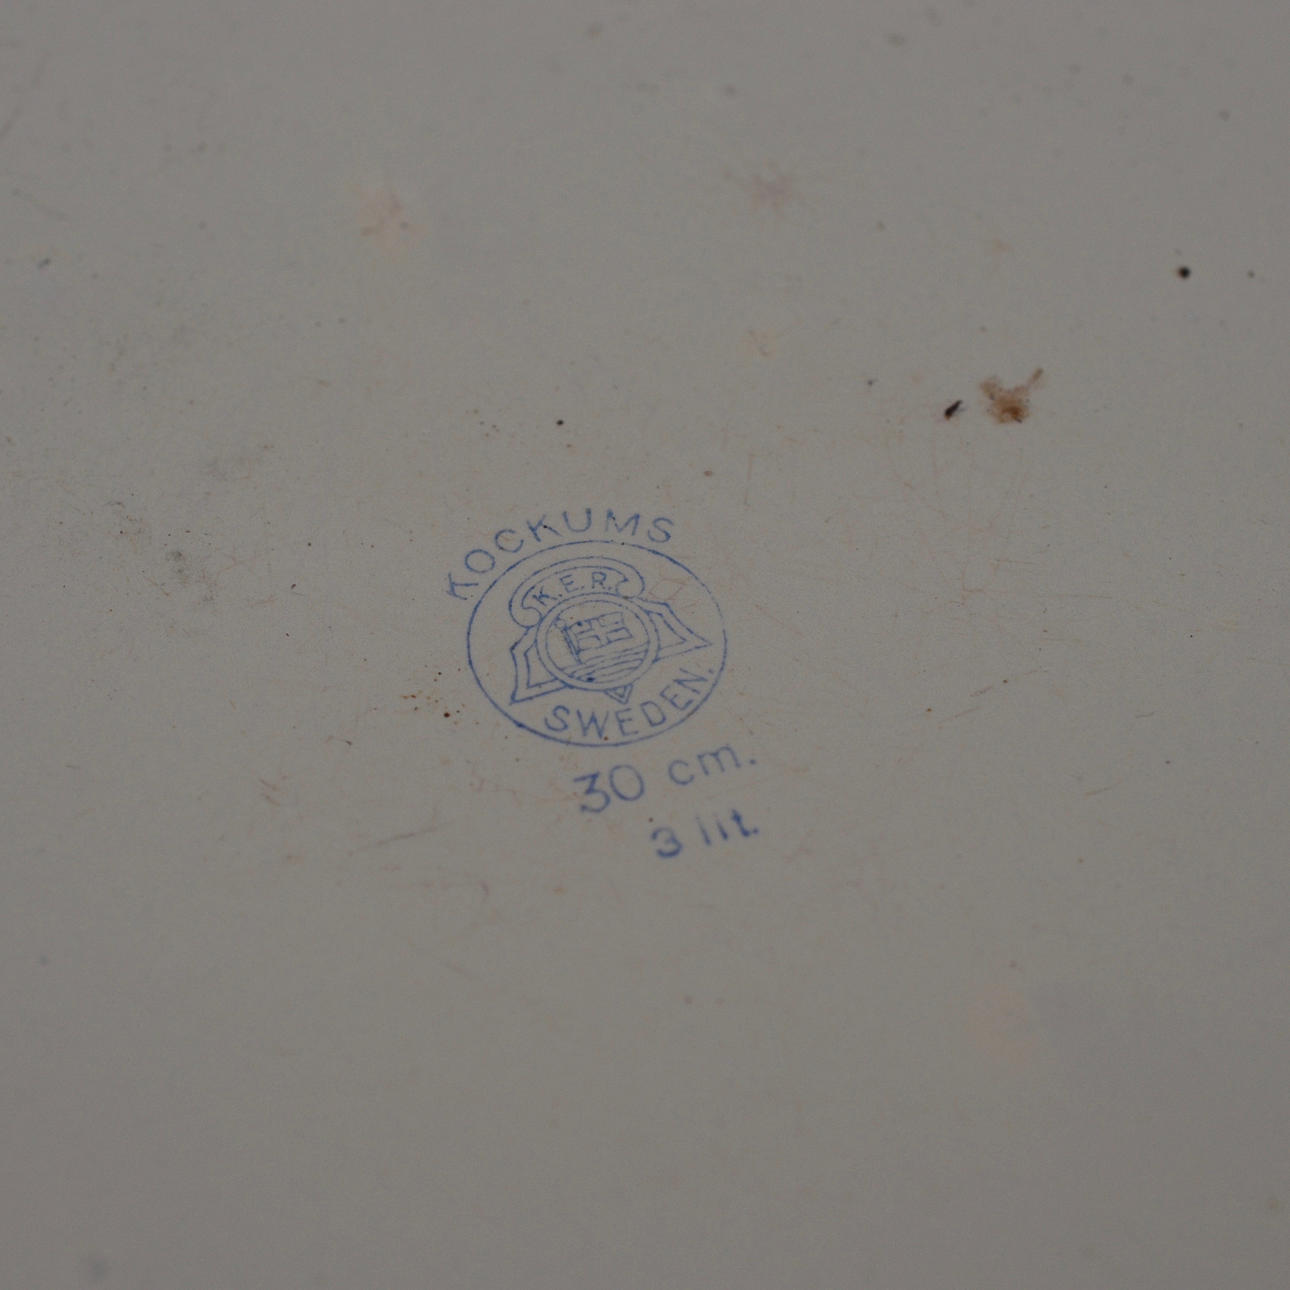 KOCKUMS
K.E.R.
SWEDEN.
30 cm.
3 lit.